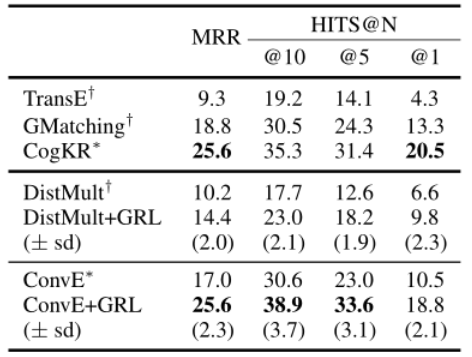 MRR HITS@N
@10 @5 @1
TransE† 9.3 19.2 14.1 4.3
GMatching† 18.8 30.5 24.3 13.3
CogKR* 25.6 35.3 31.4 20.5
DistMult† 10.2 17.7 12.6 6.6
DistMult+GRL 14.4 23.0 18.2 9.8
(± sd) (2.0) (2.1) (1.9) (2.3)
ConvE* 17.0 30.6 23.0 10.5
ConvE+GRL 25.6 38.9 33.6 18.8
(± sd) (2.3) (3.7) (3.1) (2.1)